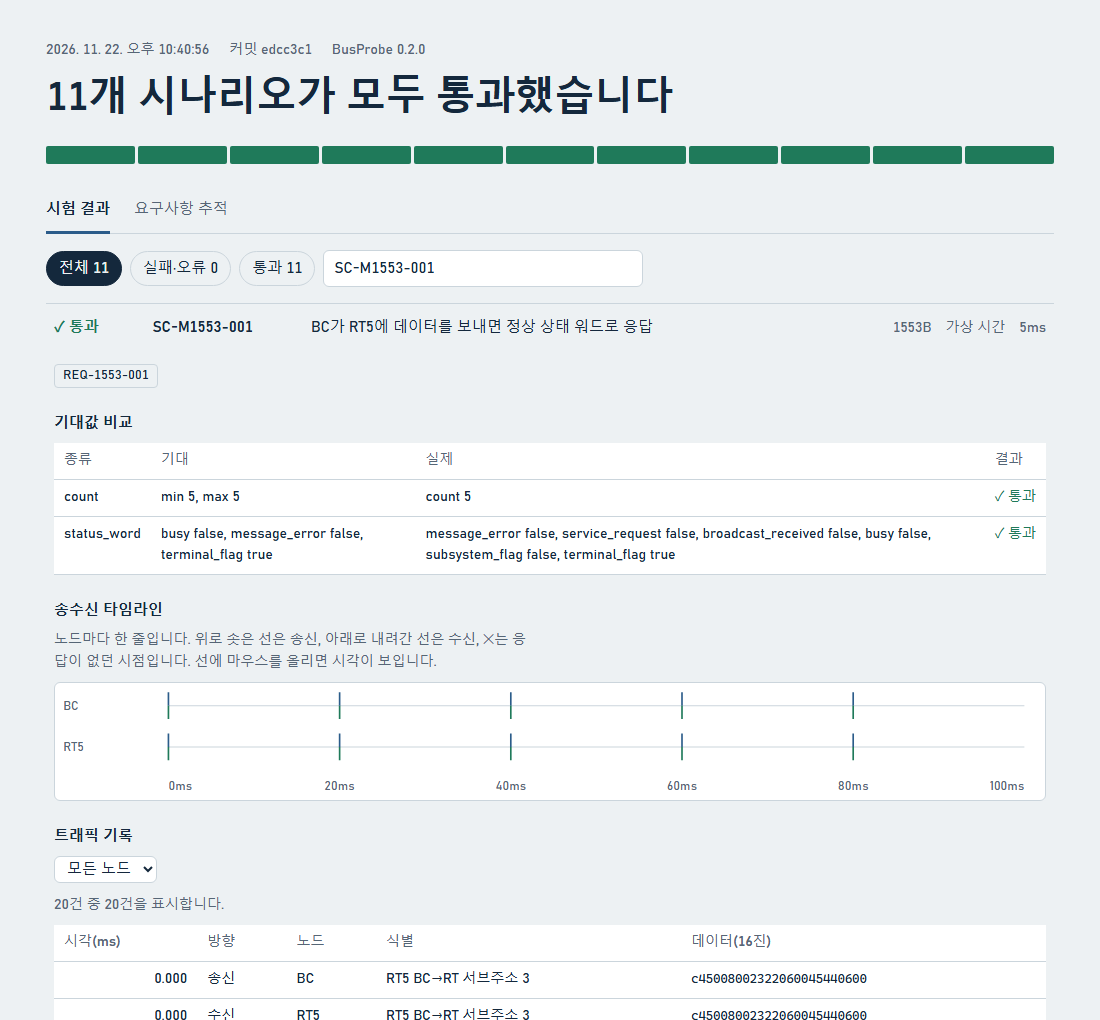 2026. 11. 22. 오후 10:40:56 커밋 edcc3c1 BusProbe 0.2.0
11개 시나리오가 모두 통과했습니다
시험 결과 요구사항 추적
전체 11 실패·오류 0 통과 11 SC-M1553-001
✓ 통과 SC-M1553-001 BC가 RT5에 데이터를 보내면 정상 상태 워드로 응답 1553B 가상 시간 5ms
REQ-1553-001
기대값 비교
종류 기대 실제 결과
count min 5, max 5 count 5 ✓ 통과
status_word busy false, message_error false, message_error false, service_request false, broadcast_received false, busy false, ✓ 통과
terminal_flag true subsystem_flag false, terminal_flag true
송수신 타임라인
노드마다 한 줄입니다. 위로 솟은 선은 송신, 아래로 내려간 선은 수신, ×는 응
답이 없던 시점입니다. 선에 마우스를 올리면 시각이 보입니다.
BC
RT5
0ms 20ms 40ms 60ms 80ms 100ms
트래픽 기록
모든 노드
20건 중 20건을 표시합니다.
시각(ms) 방향 노드 식별 데이터(16진)
0.000 송신 BC RT5 BC→RT 서브주소 3 c45008002322060045440600
0.000 수신 RT5 RT5 BC→RT 서브주소 3 c45008002322060045440600